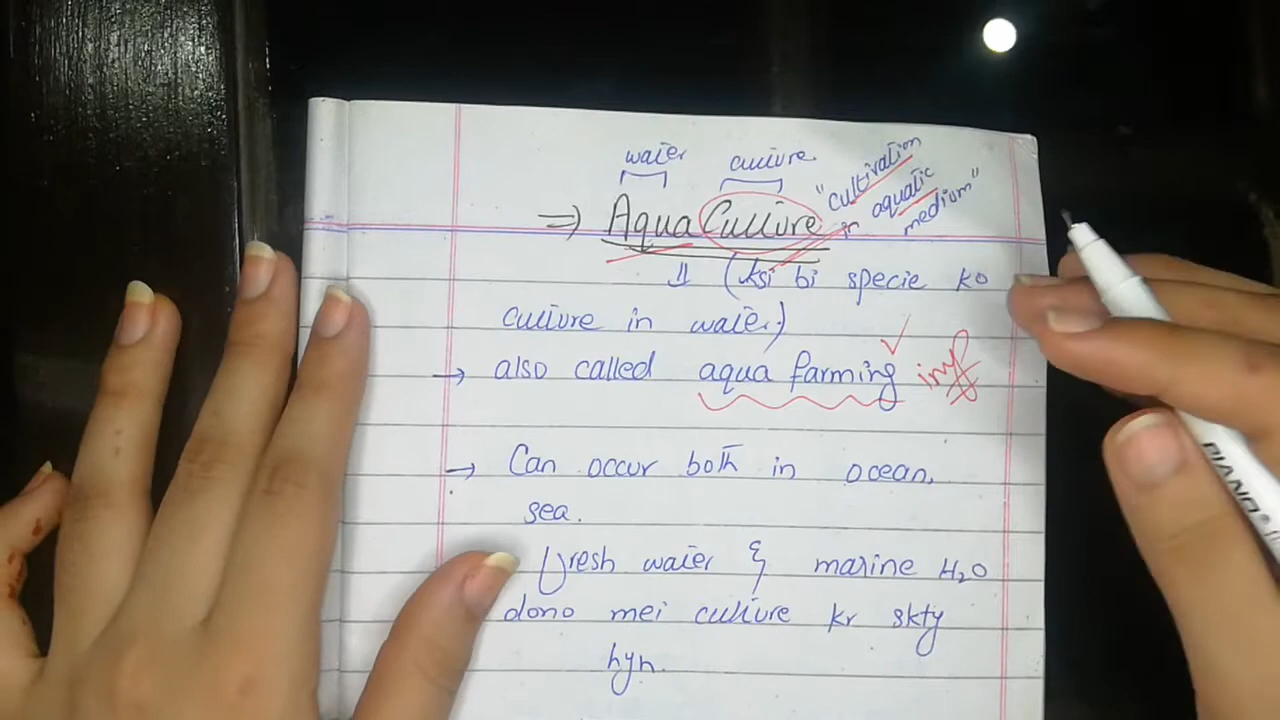 water culture
"cultivation
in aquatic
medium"
⇒ AquaCulture
⇓ (ksi bi specie ko
culture in water)
→ also called aqua farming ✓ imp
→ Can occur both in ocean,
sea.
fresh water & marine H₂O
dono mei culture kr skty
hyn.
PIANO